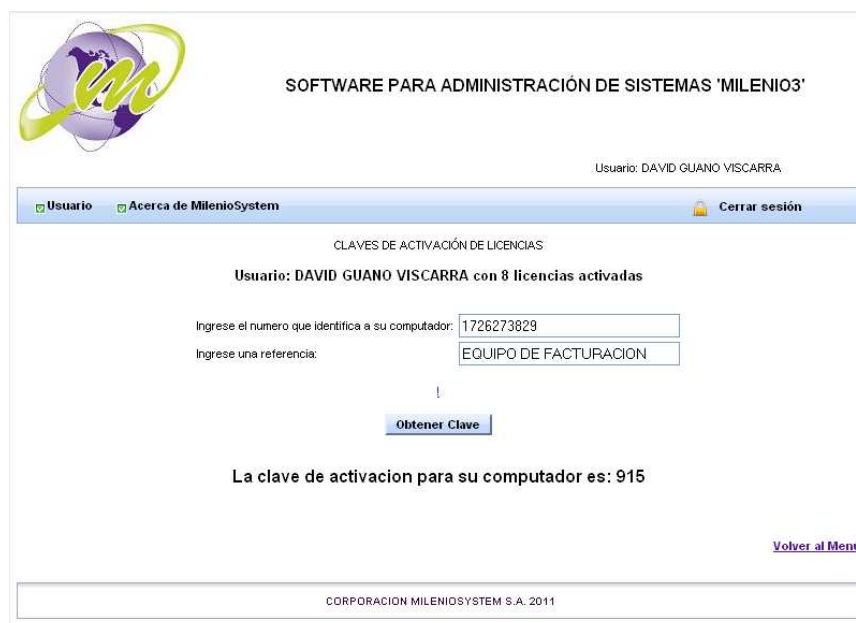 m
SOFTWARE PARA ADMINISTRACIÓN DE SISTEMAS 'MILENIO3'
Usuario: DAVID GUANO VISCARRA
Usuario Acerca de MilenioSystem Cerrar sesión
CLAVES DE ACTIVACIÓN DE LICENCIAS
Usuario: DAVID GUANO VISCARRA con 8 licencias activadas
Ingrese el numero que identifica a su computador: 1726273829
Ingrese una referencia: EQUIPO DE FACTURACION
!
Obtener Clave
La clave de activacion para su computador es: 915
Volver al Menú
CORPORACION MILENIOSYSTEM S.A. 2011